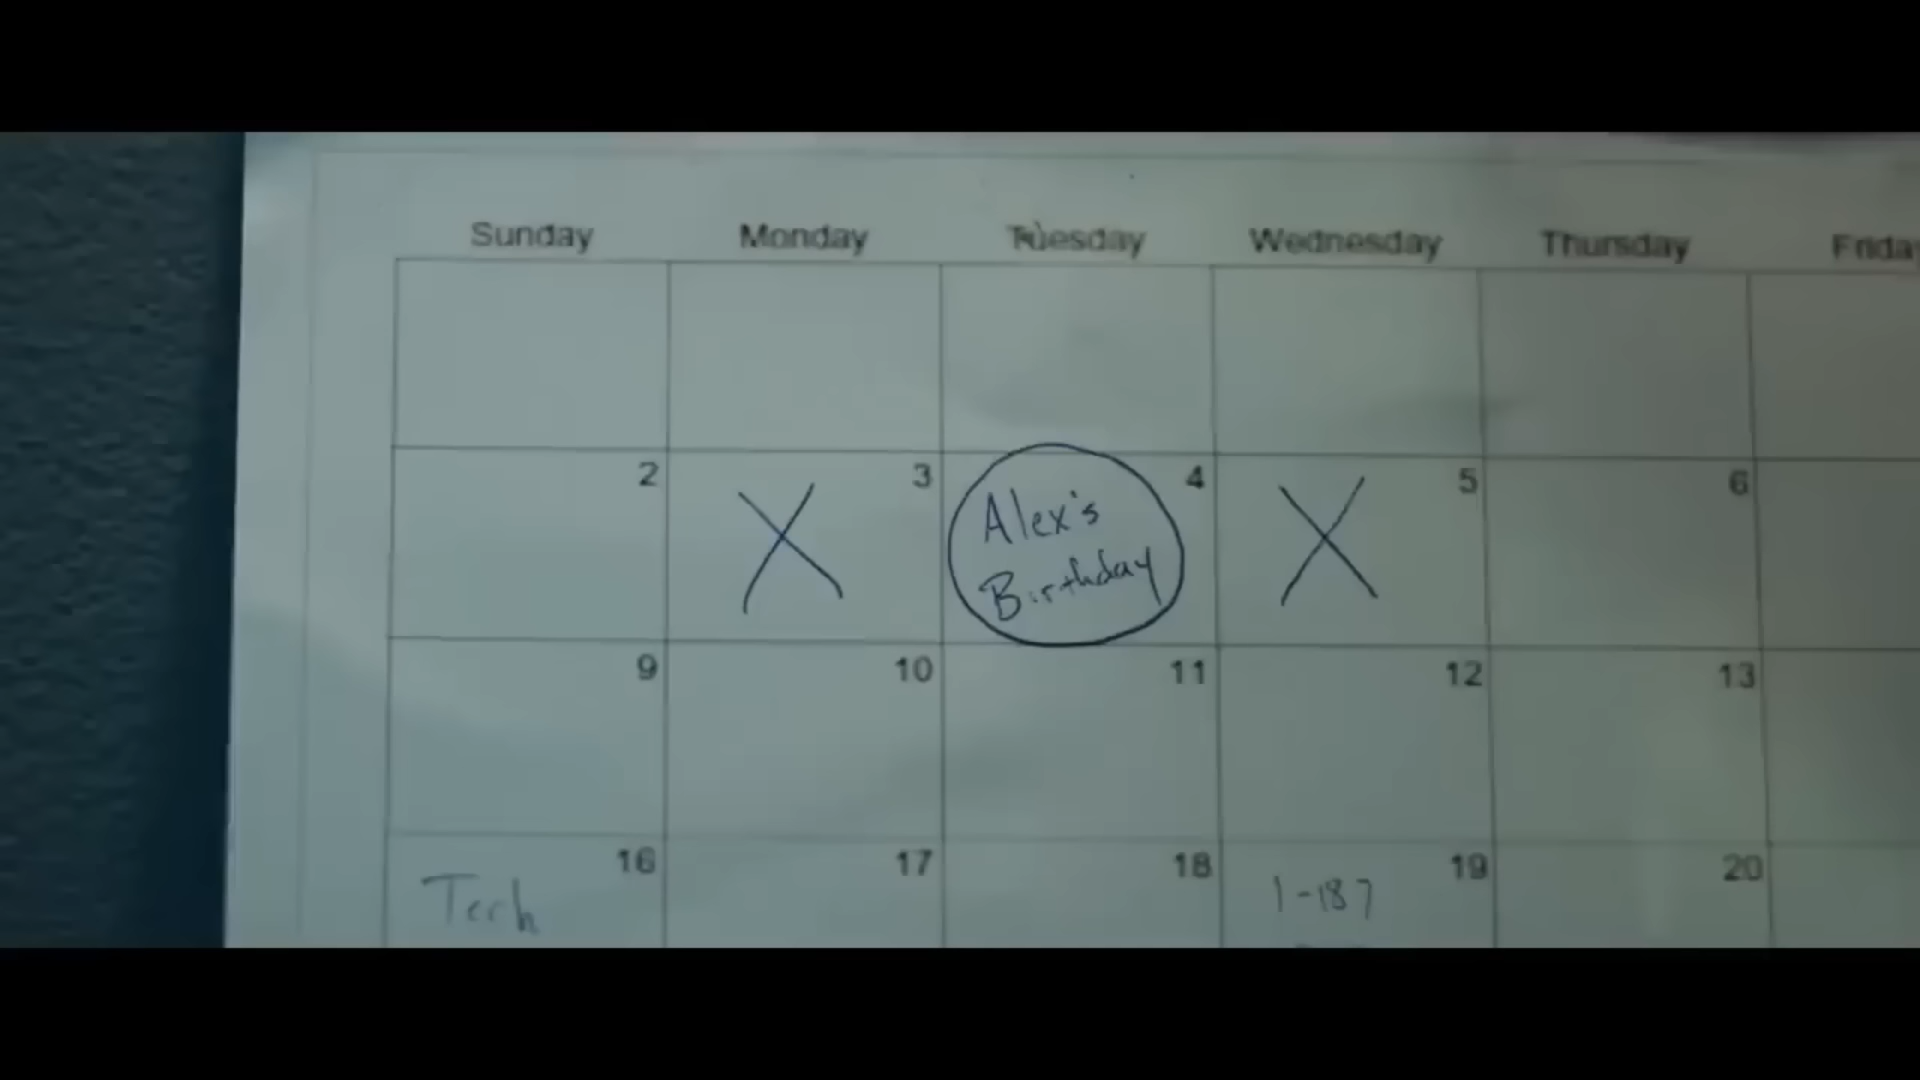 Sunday Monday Tuesday Wednesday Thursday Friday
2 3 4 5 6
Alex's
Birthday
9 10 11 12 13
16 17 18 19 20
Tech 1-187